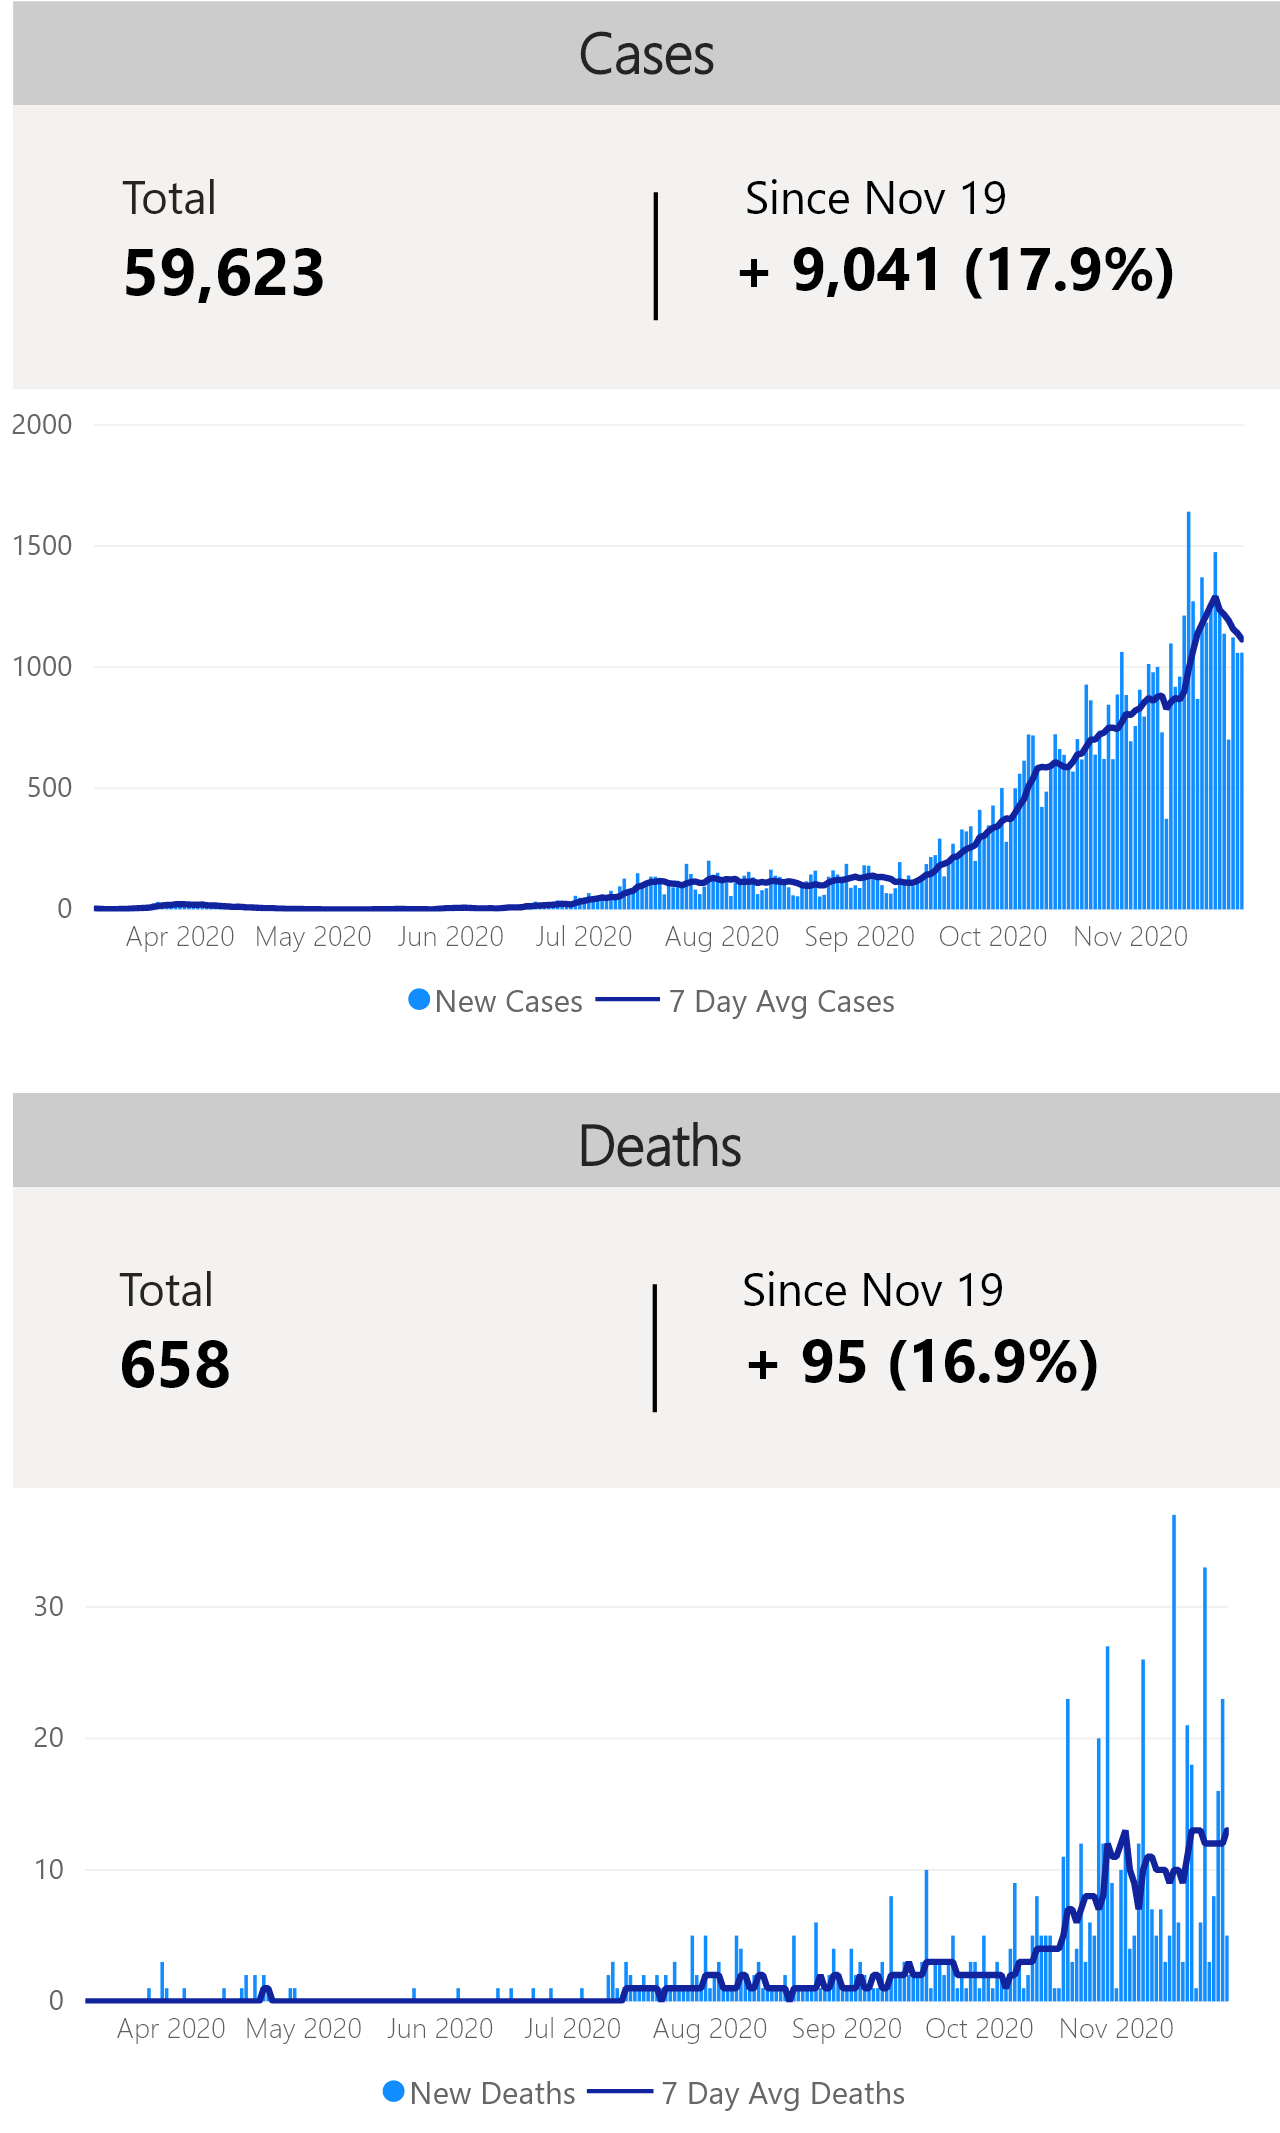 Cases
Total
59,623
Since Nov 19
+ 9,041 (17.9%)
2000
1500
1000
500
0
Apr 2020 May 2020 Jun 2020 Jul 2020 Aug 2020 Sep 2020 Oct 2020 Nov 2020
New Cases 7 Day Avg Cases
Deaths
Total
658
Since Nov 19
+ 95 (16.9%)
30
20
10
0
Apr 2020 May 2020 Jun 2020 Jul 2020 Aug 2020 Sep 2020 Oct 2020 Nov 2020
New Deaths 7 Day Avg Deaths